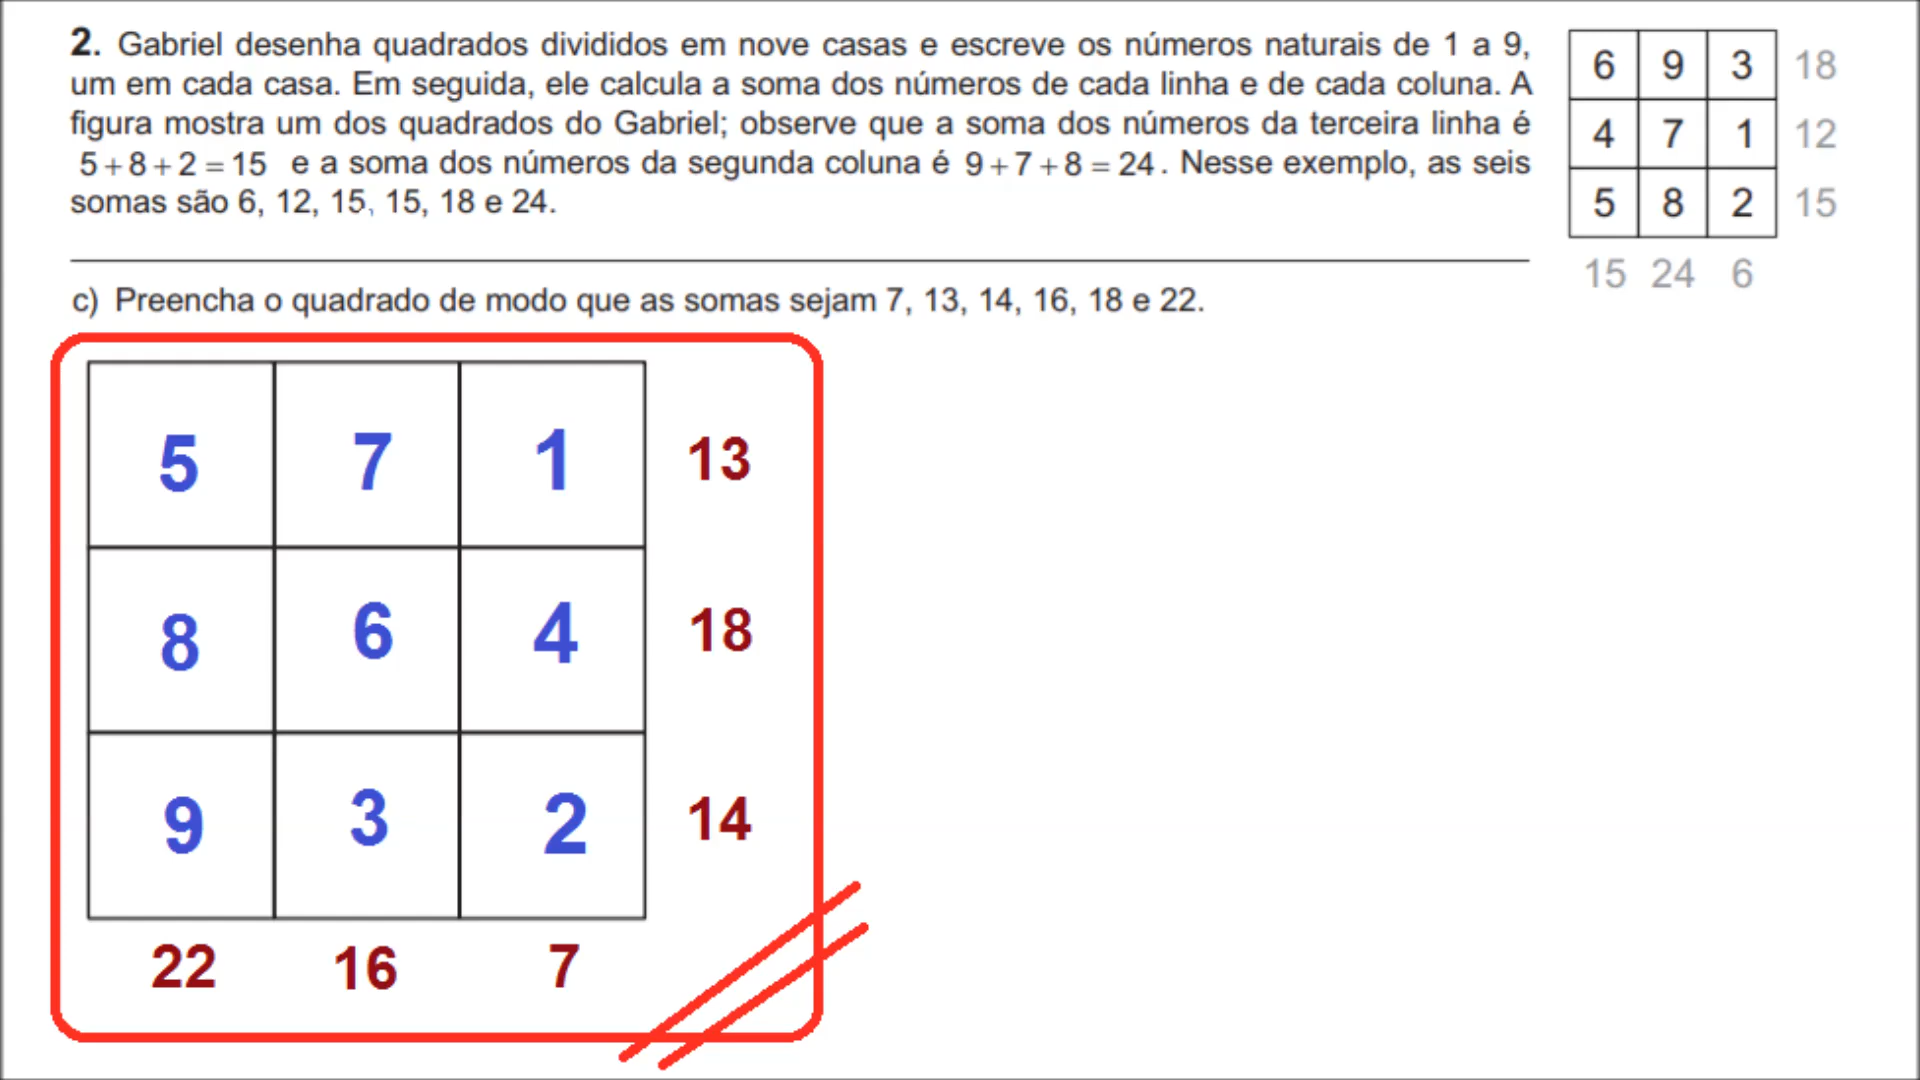 2. Gabriel desenha quadrados divididos em nove casas e escreve os números naturais de 1 a 9,
um em cada casa. Em seguida, ele calcula a soma dos números de cada linha e de cada coluna. A
figura mostra um dos quadrados do Gabriel; observe que a soma dos números da terceira linha é
5 + 8 + 2 = 15 e a soma dos números da segunda coluna é 9 + 7 + 8 = 24. Nesse exemplo, as seis
somas são 6, 12, 15, 15, 18 e 24.
6 9 3 18
4 7 1 12
5 8 2 15
15 24 6
c) Preencha o quadrado de modo que as somas sejam 7, 13, 14, 16, 18 e 22.
5 7 1 13
8 6 4 18
9 3 2 14
22 16 7